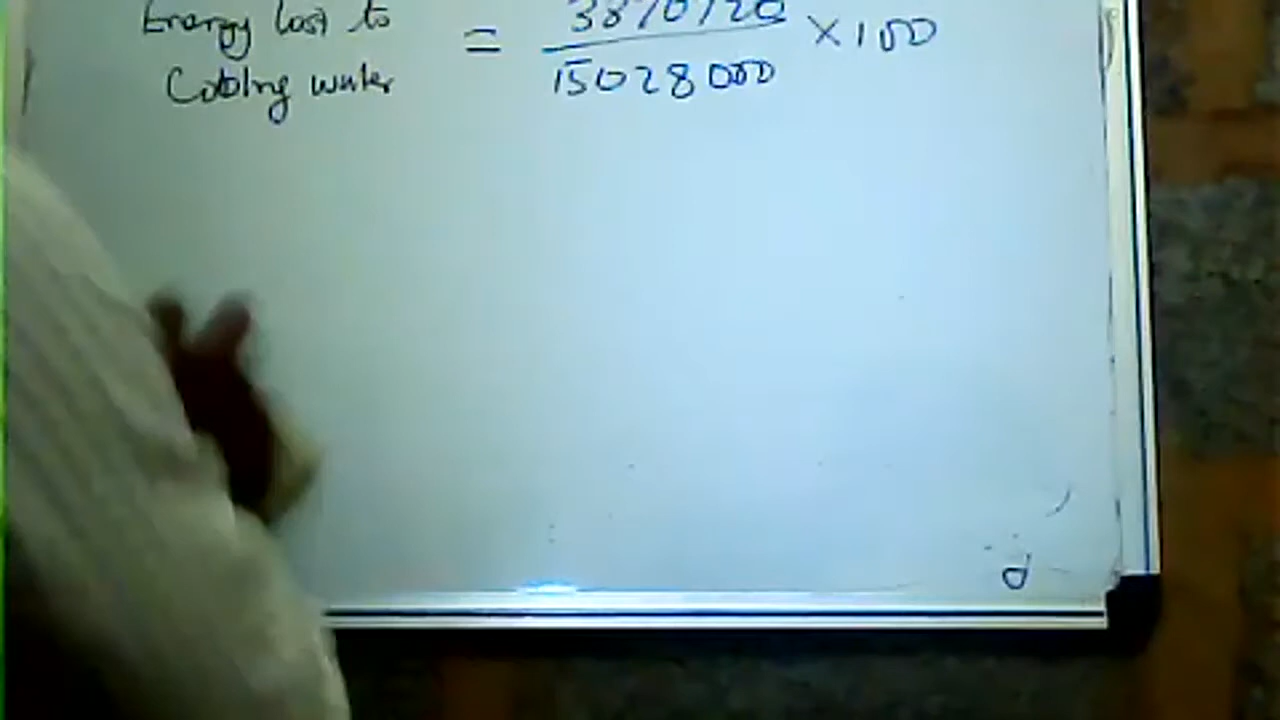 Energy lost to = 3870720 × 100
Cooling water 15028000